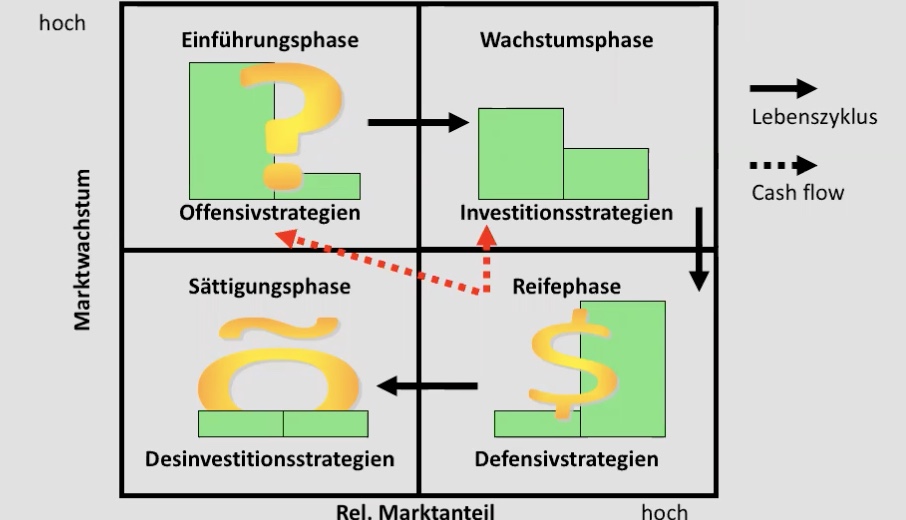 hoch
Einführungsphase
Wachstumsphase
?
Lebenszyklus
Offensivstrategien
Investitionsstrategien
Cash flow
Marktwachstum
Sättigungsphase
Reifephase
Õ
$
Desinvestitionsstrategien
Defensivstrategien
Rel. Marktanteil
hoch